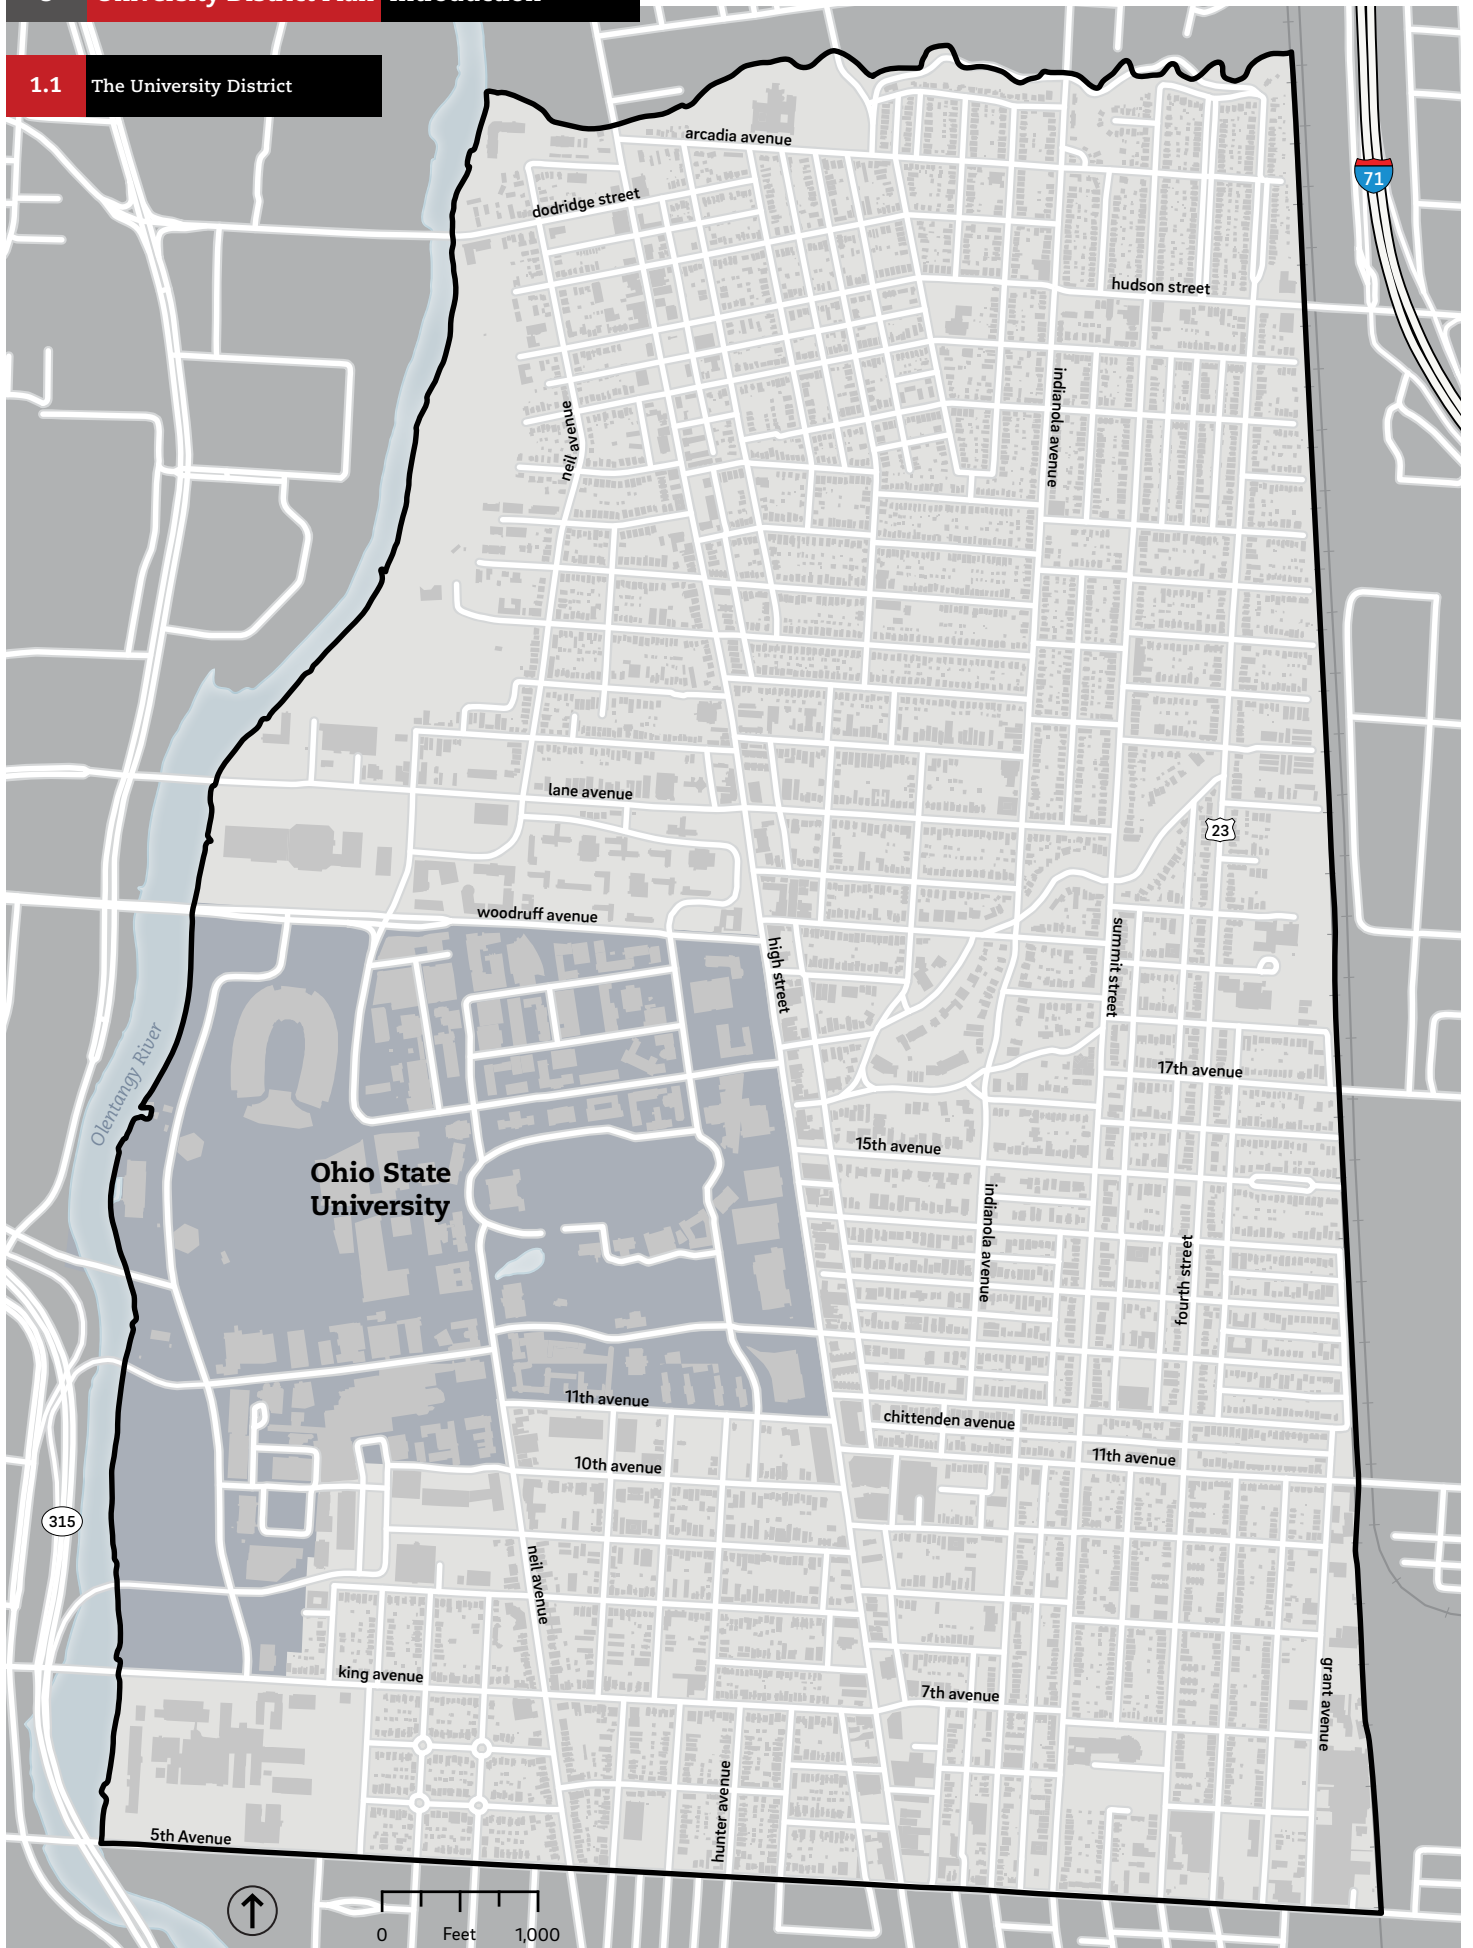 1.1 The University District
arcadia avenue
71
dodridge street
hudson street
indianola avenue
neil avenue
lane avenue
23
woodruff avenue
high street
summit street
Olentangy River
17th avenue
15th avenue
Ohio State
University
indianola avenue
fourth street
11th avenue
chittenden avenue
11th avenue
10th avenue
315
neil avenue
grant avenue
king avenue
7th avenue
hunter avenue
5th Avenue
0 Feet 1,000